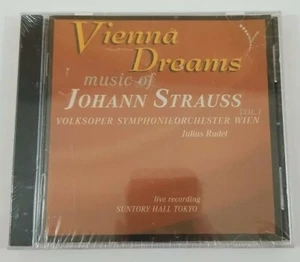 Vienna
Dreams
music of
JOHANN STRAUSS
VOL.1
VOLKSOPER SYMPHONIEORCHESTER WIEN
Julius Rudel
live recording
SUNTORY HALL TOKYO